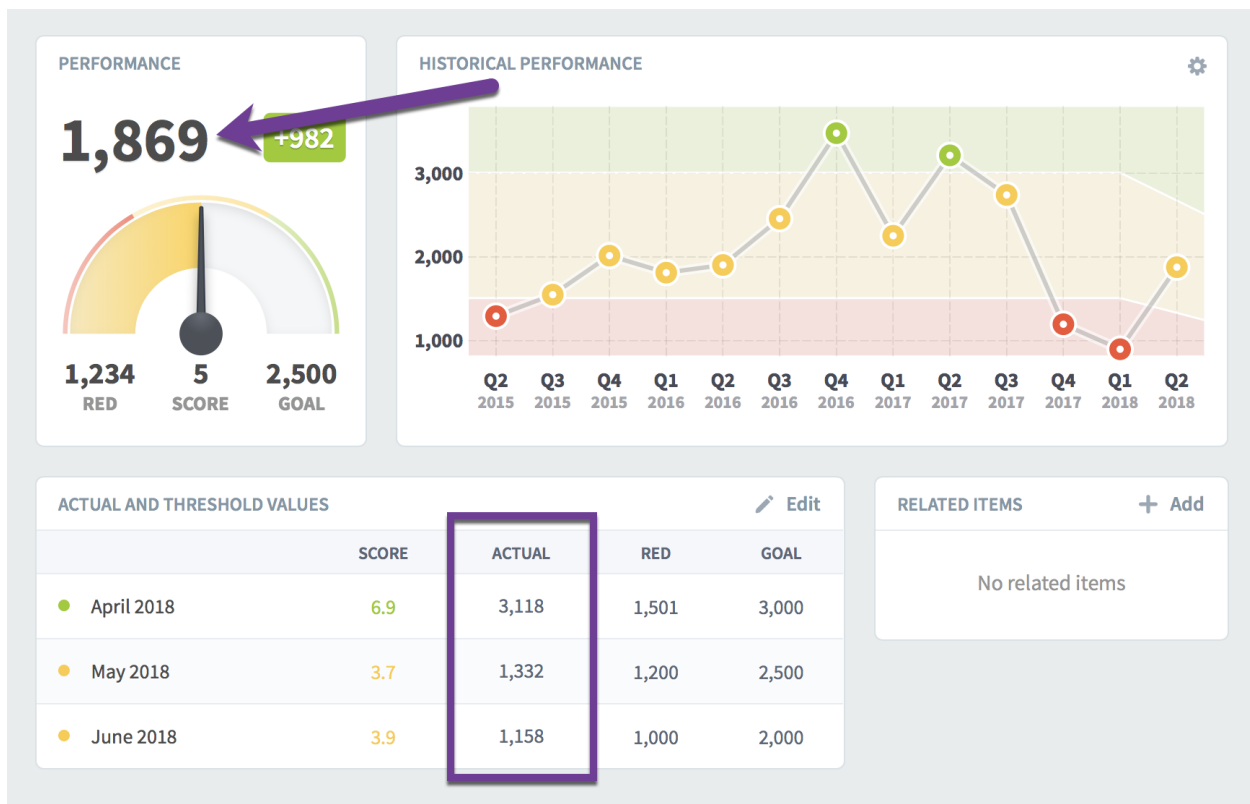 PERFORMANCE
1,869
+982
1,234 5 2,500
RED SCORE GOAL
HISTORICAL PERFORMANCE
3,000
2,000
1,000
Q2 Q3 Q4 Q1 Q2 Q3 Q4 Q1 Q2 Q3 Q4 Q1 Q2
2015 2015 2015 2016 2016 2016 2016 2017 2017 2017 2017 2018 2018
ACTUAL AND THRESHOLD VALUES Edit
SCORE ACTUAL RED GOAL
April 2018 6.9 3,118 1,501 3,000
May 2018 3.7 1,332 1,200 2,500
June 2018 3.9 1,158 1,000 2,000
RELATED ITEMS Add
No related items